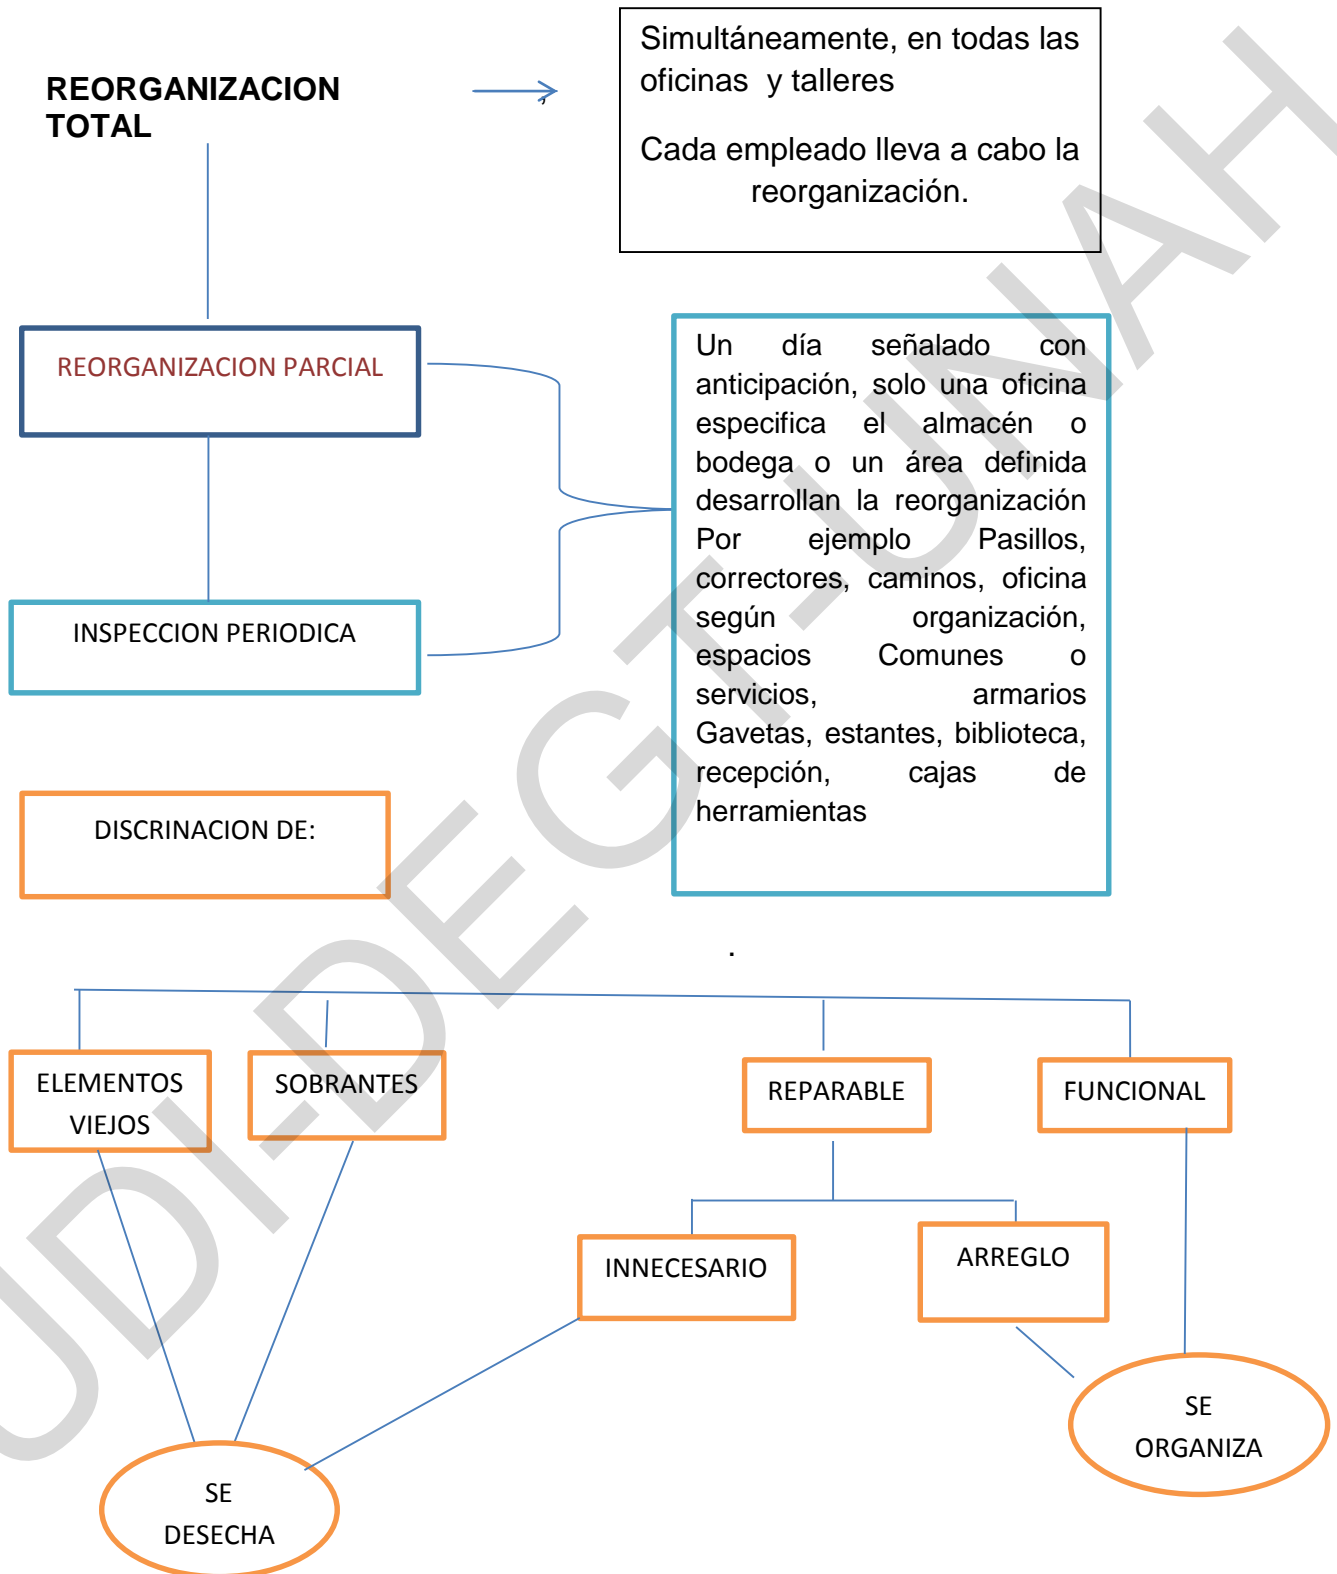 REORGANIZACION
TOTAL
Simultáneamente, en todas las
oficinas y talleres
Cada empleado lleva a cabo la
reorganización.
REORGANIZACION PARCIAL
INSPECCION PERIODICA
Un día señalado con
anticipación, solo una oficina
especifica el almacén o
bodega o un área definida
desarrollan la reorganización
Por ejemplo Pasillos,
correctores, caminos, oficina
según organización,
espacios Comunes o
servicios, armarios
Gavetas, estantes, biblioteca,
recepción, cajas de
herramientas
DISCRINACION DE:
.
ELEMENTOS
VIEJOS
SOBRANTES
REPARABLE
FUNCIONAL
INNECESARIO
ARREGLO
SE
ORGANIZA
SE
DESECHA
UDI-DEGT-UNAH